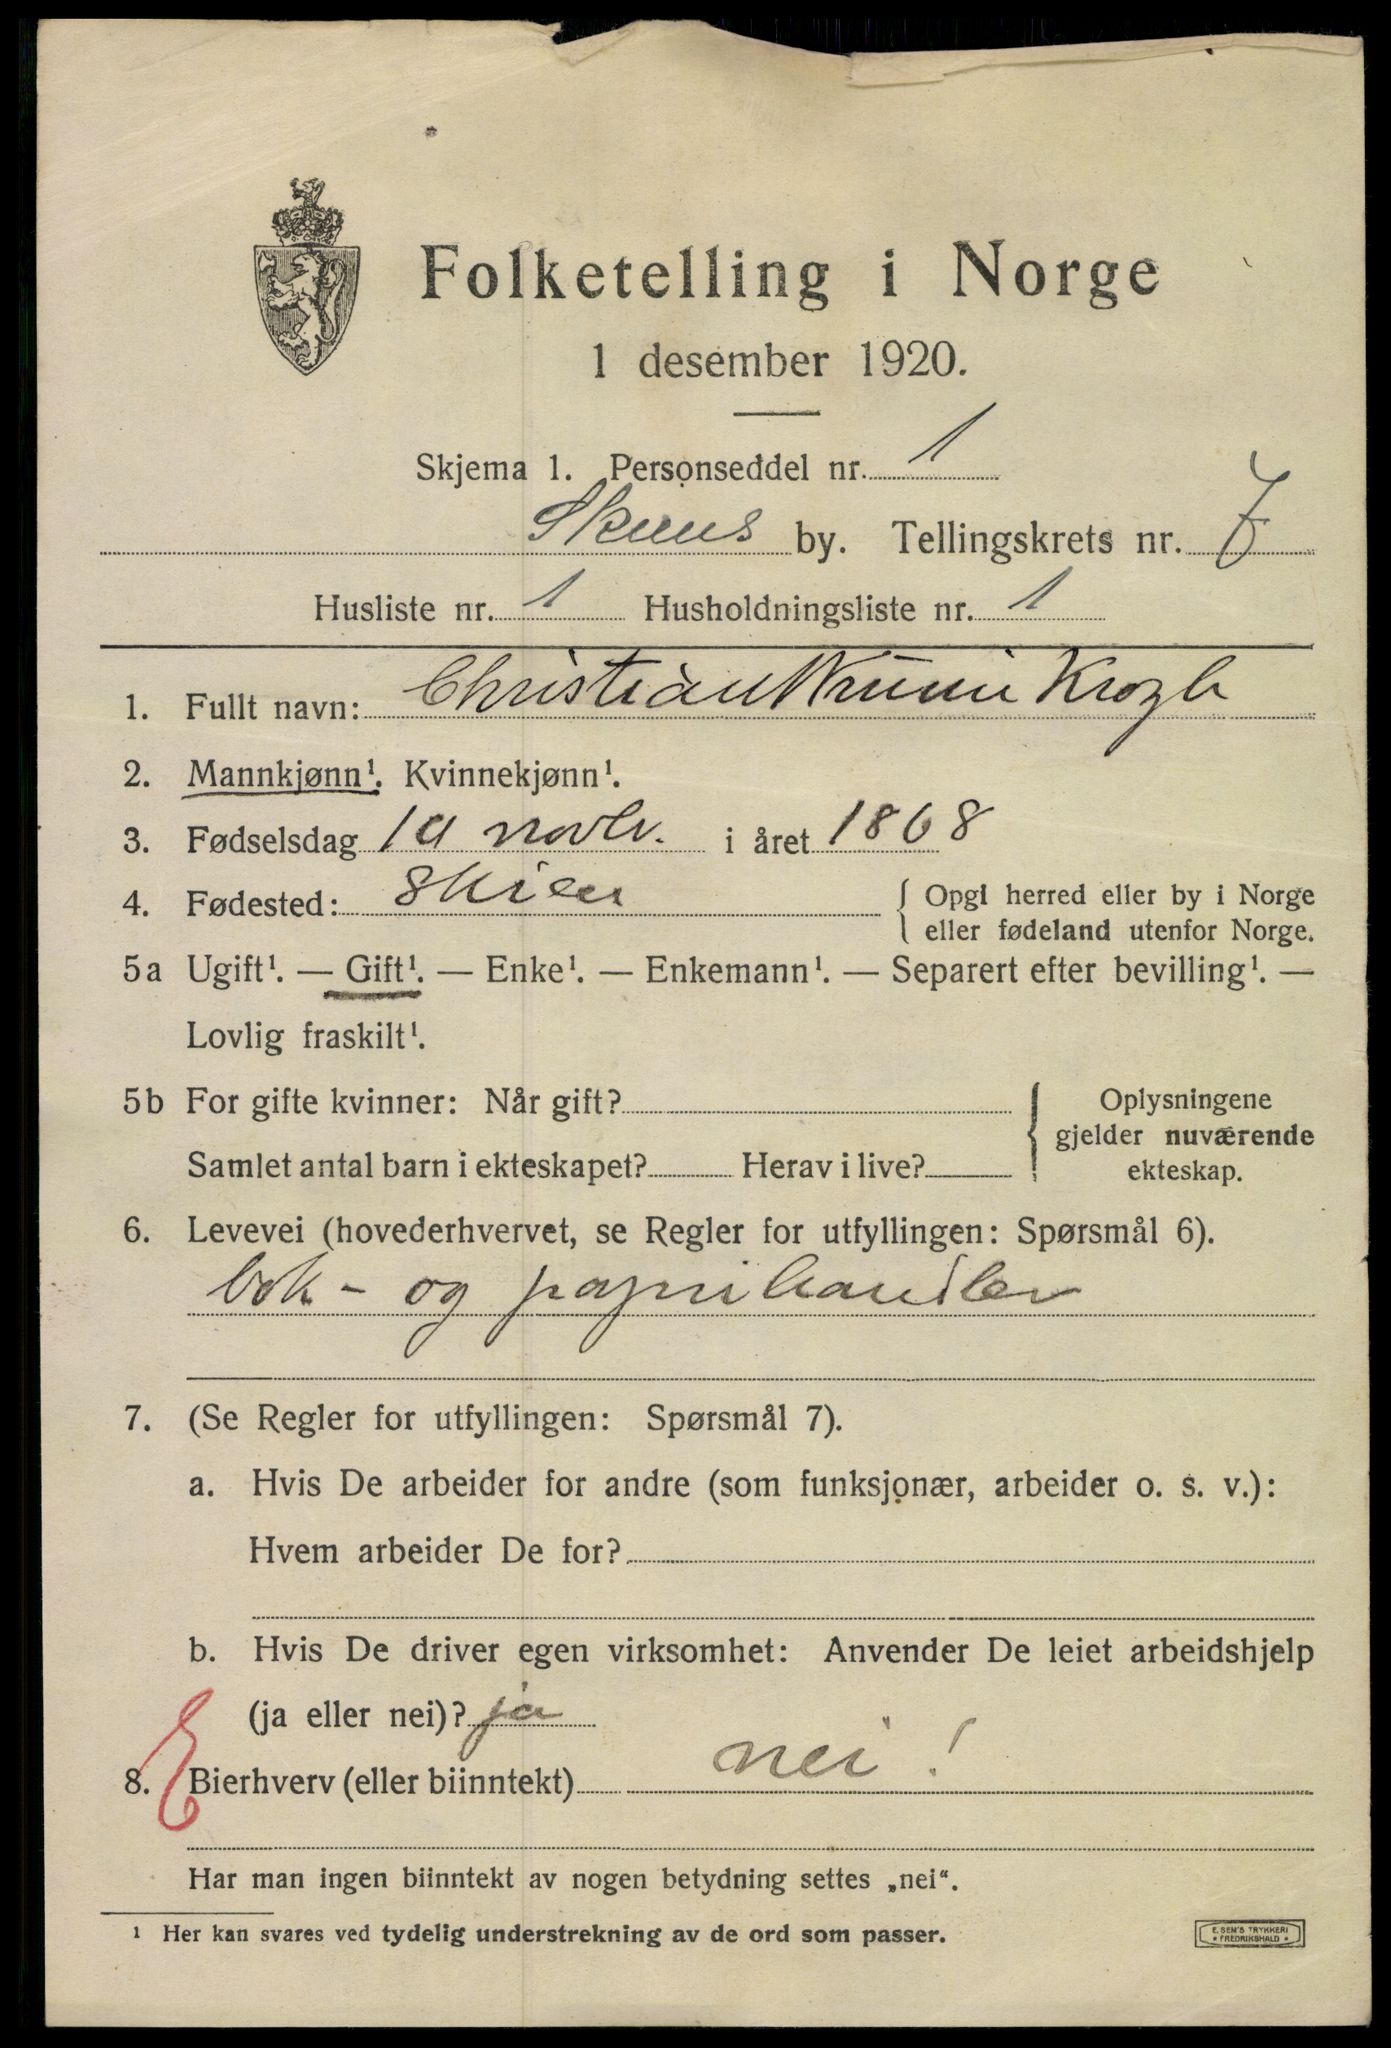 Folketelling i Norge
1 desember 1920.
Skjema 1. Personseddel nr. 1
Skiens by. Tellingskrets nr. 7
Husliste nr. 1 Husholdningsliste nr. 1
1. Fullt navn: Christian Krogh
2. Mannkjønn¹. Kvinnekjønn¹.
3. Fødselsdag novbr. i året 1868
4. Fødested: Skien { Opgi herred eller by i Norge
eller fødeland utenfor Norge.
5a Ugift¹. — Gift¹. — Enke¹. — Enkemann¹. — Separert efter bevilling¹. —
Lovlig fraskilt¹.
5b For gifte kvinner: Når gift? { Oplysningene
gjelder nuværende
Samlet antal barn i ekteskapet? Herav i live? ekteskap.
6. Levevei (hovederhvervet, se Regler for utfyllingen: Spørsmål 6).
bok- og papirhandler
7. (Se Regler for utfyllingen: Spørsmål 7).
a. Hvis De arbeider for andre (som funksjonær, arbeider o. s. v.):
Hvem arbeider De for?
b. Hvis De driver egen virksomhet: Anvender De leiet arbeidshjelp
(ja eller nei)? ja
8. Bierhverv (eller biinntekt) nei!
Har man ingen biinntekt av nogen betydning settes „nei“.
¹ Her kan svares ved tydelig understrekning av de ord som passer.
E. SEM'S TRYKKERI
* FREDRIKSHALD *